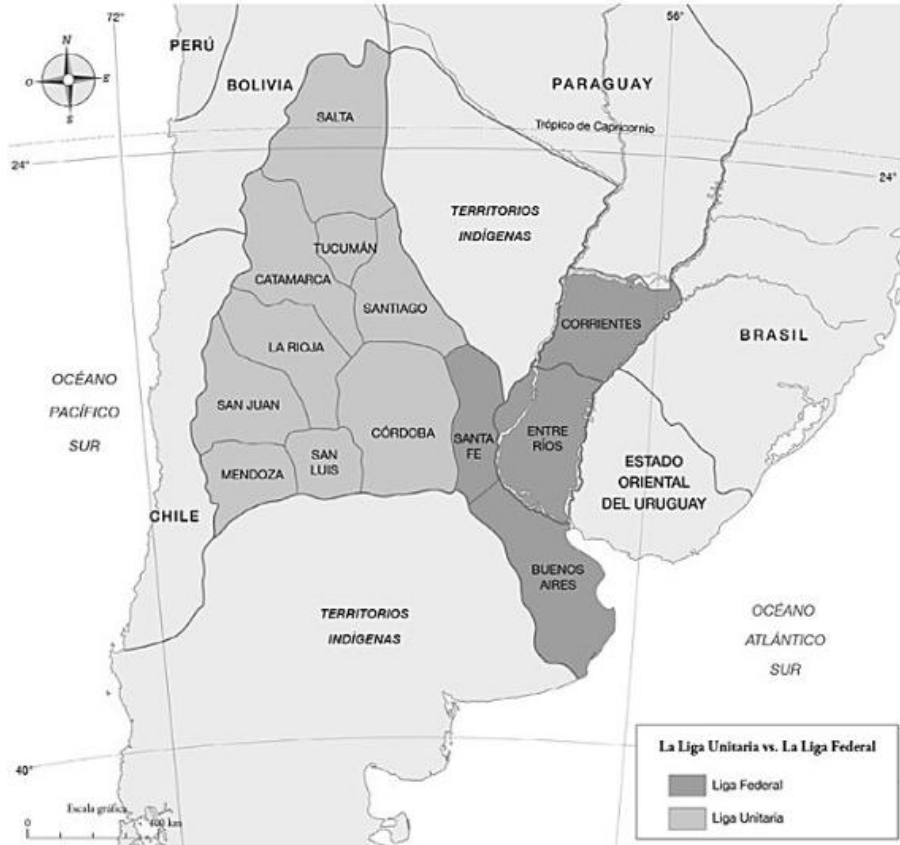 72°
56°
PERÚ
N
O
E
S
BOLIVIA
PARAGUAY
SALTA
Trópico de Capricornio
24°
24°
TERRITORIOS
INDÍGENAS
TUCUMÁN
CATAMARCA
SANTIAGO
CORRIENTES
LA RIOJA
BRASIL
OCÉANO
PACÍFICO
SUR
SAN JUAN
CÓRDOBA
SANTA
FE
ENTRE
RÍOS
MENDOZA
SAN
LUIS
ESTADO
ORIENTAL
DEL URUGUAY
CHILE
BUENOS
AIRES
TERRITORIOS
INDÍGENAS
OCÉANO
ATLÁNTICO
SUR
La Liga Unitaria vs. La Liga Federal
Liga Federal
Liga Unitaria
40°
Escala gráfica
0
400 km